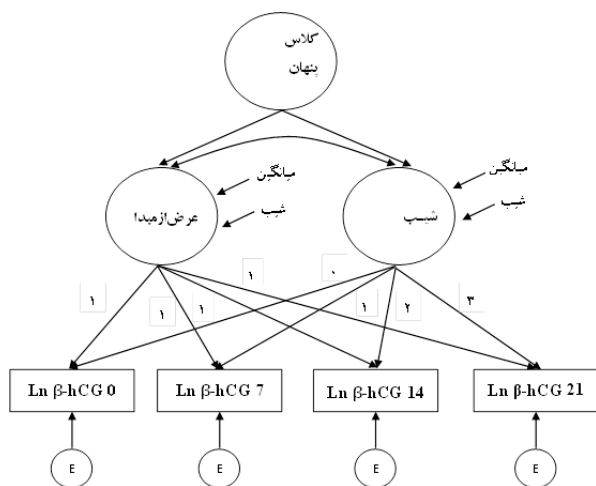 کلاس
پنهان
میانگین
شیب
عرض‌ازمبدا
میانگین
شیب
شیب
۱
۱
۱
۱
۰
۱
۲
۳
Ln β-hCG 0
Ln β-hCG 7
Ln β-hCG 14
Ln β-hCG 21
E
E
E
E